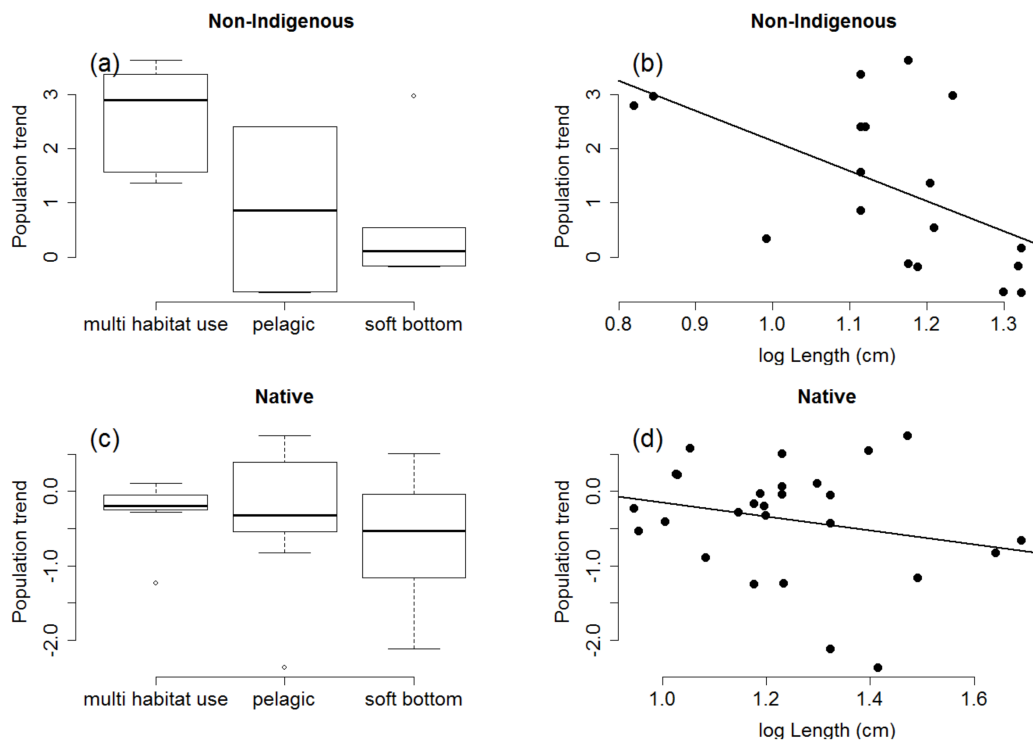 Non-Indigenous
(a)
Population trend
3
2
1
0
multi habitat use
pelagic
soft bottom
Non-Indigenous
(b)
Population trend
3
2
1
0
0.8
1.0
1.1
1.2
1.3
log Length (cm)
Native
(c)
Population trend
0.0
-1.0
-2.0
multi habitat use
pelagic
soft bottom
Native
(d)
Population trend
0.0
-1.0
-2.0
1.0
1.2
1.4
1.6
log Length (cm)